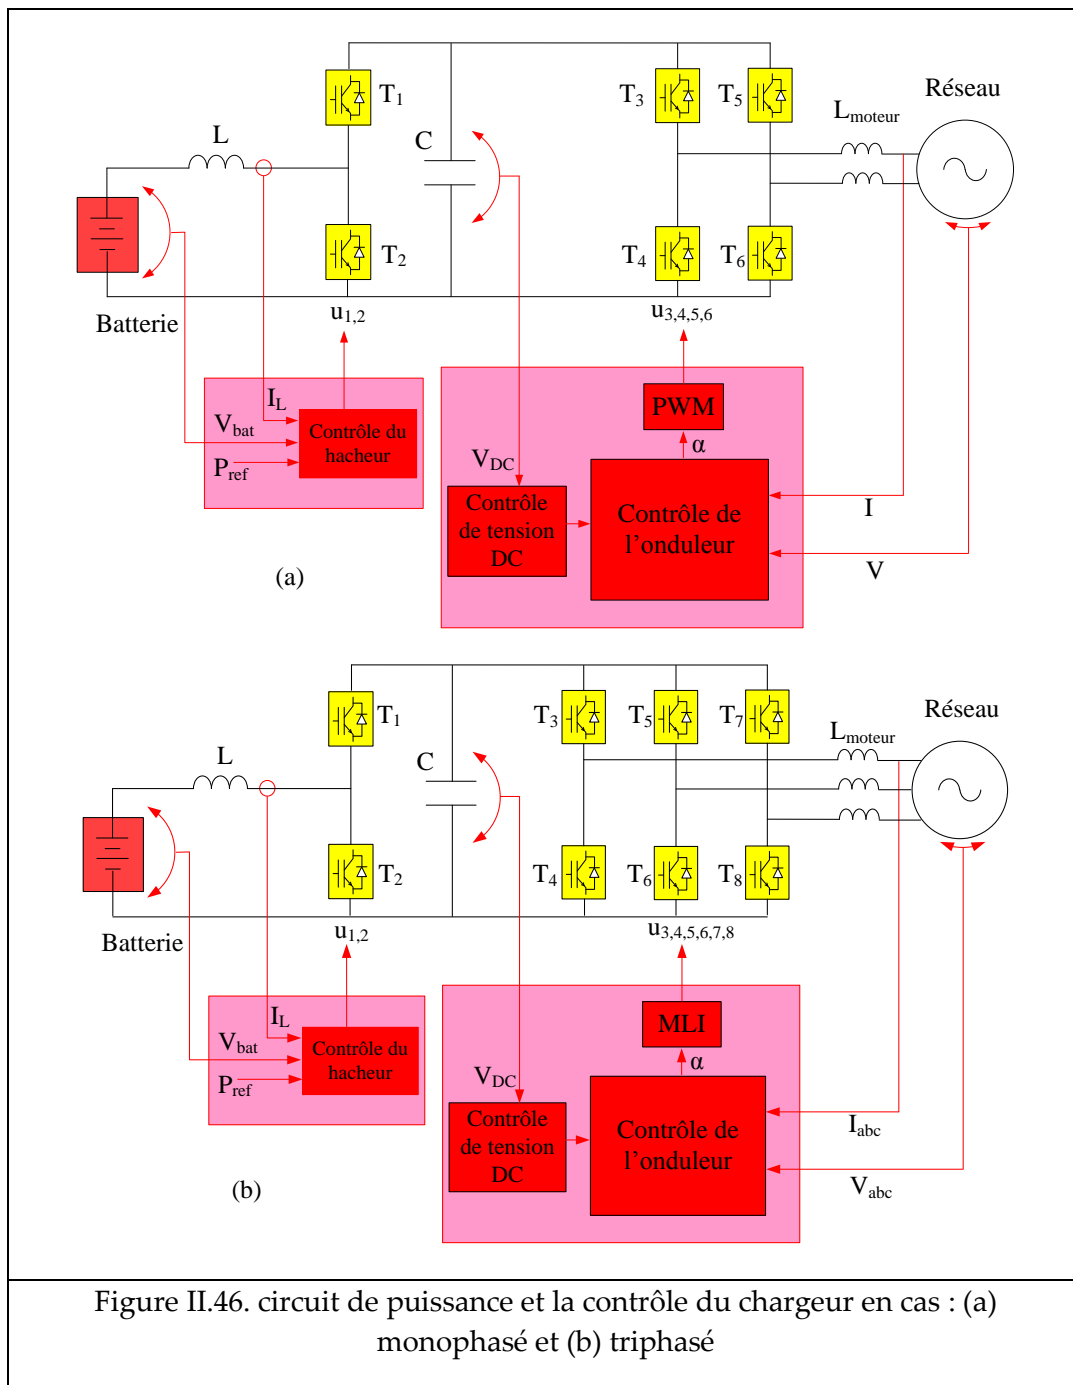 T1
T3
T5
Réseau
Lmoteur
L
C
T2
T4
T6
Batterie
u1,2
u3,4,5,6
IL
Vbat
Pref
Contrôle du
hacheur
PWM
α
VDC
Contrôle
de tension
DC
Contrôle de
l'onduleur
I
V
(a)
T1
T3
T5
T7
Réseau
Lmoteur
L
C
T2
T4
T6
T8
Batterie
u1,2
u3,4,5,6,7,8
IL
Vbat
Pref
Contrôle du
hacheur
MLI
α
VDC
Contrôle
de tension
DC
Contrôle de
l'onduleur
Iabc
Vabc
(b)
Figure II.46. circuit de puissance et la contrôle du chargeur en cas : (a)
monophasé et (b) triphasé